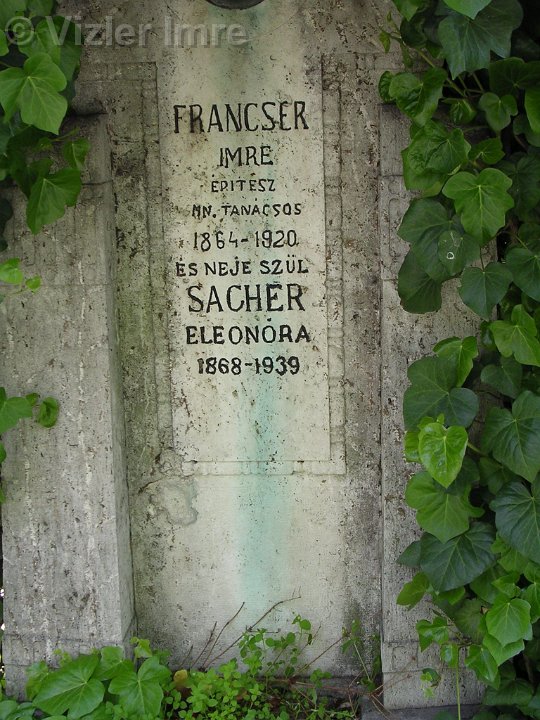 © Vizler Imre
FRANCSER
IMRE
ÉPITÉSZ
MN. TANÁCSOS
1864-1920
ÉS NEJE SZÜL
SACHER
ELEONÓRA
1868-1939